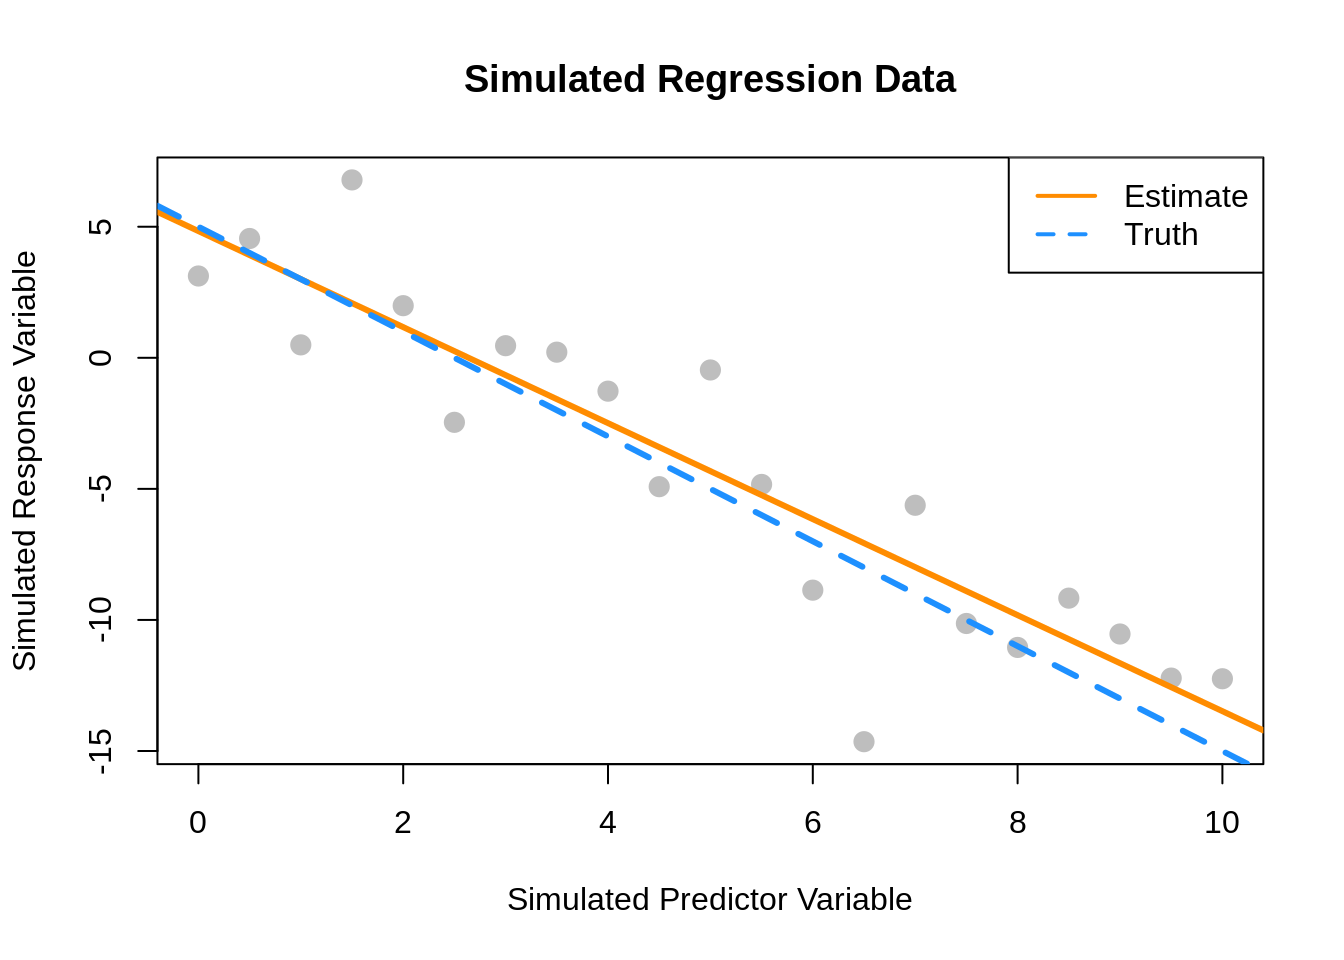 Simulated Regression Data
Estimate
Truth
5
0
-5
-10
-15
Simulated Response Variable
0 2 4 6 8 10
Simulated Predictor Variable